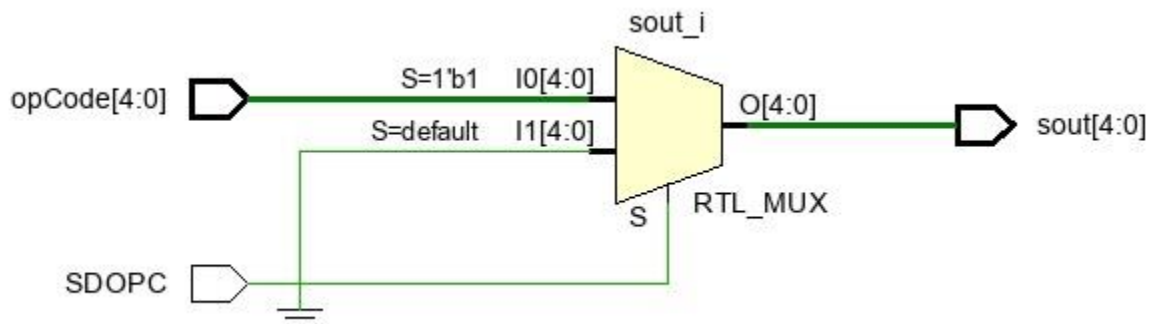 sout_i
S=1'b1 I0[4:0]
opCode[4:0]
O[4:0]
S=default I1[4:0]
sout[4:0]
S
RTL_MUX
SDOPC